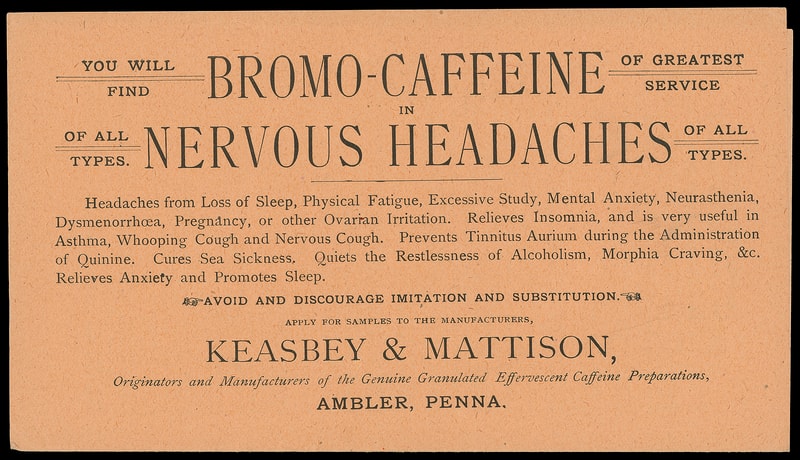 YOU WILL FIND BROMO-CAFFEINE OF GREATEST SERVICE
IN
OF ALL TYPES. NERVOUS HEADACHES OF ALL TYPES.
Headaches from Loss of Sleep, Physical Fatigue, Excessive Study, Mental Anxiety, Neurasthenia,
Dysmenorrhœa, Pregnancy, or other Ovarian Irritation. Relieves Insomnia, and is very useful in
Asthma, Whooping Cough and Nervous Cough. Prevents Tinnitus Aurium during the Administration
of Quinine. Cures Sea Sickness. Quiets the Restlessness of Alcoholism, Morphia Craving, &c.
Relieves Anxiety and Promotes Sleep.
☞AVOID AND DISCOURAGE IMITATION AND SUBSTITUTION.☜
APPLY FOR SAMPLES TO THE MANUFACTURERS,
KEASBEY & MATTISON,
Originators and Manufacturers of the Genuine Granulated Effervescent Caffeine Preparations,
AMBLER, PENNA.